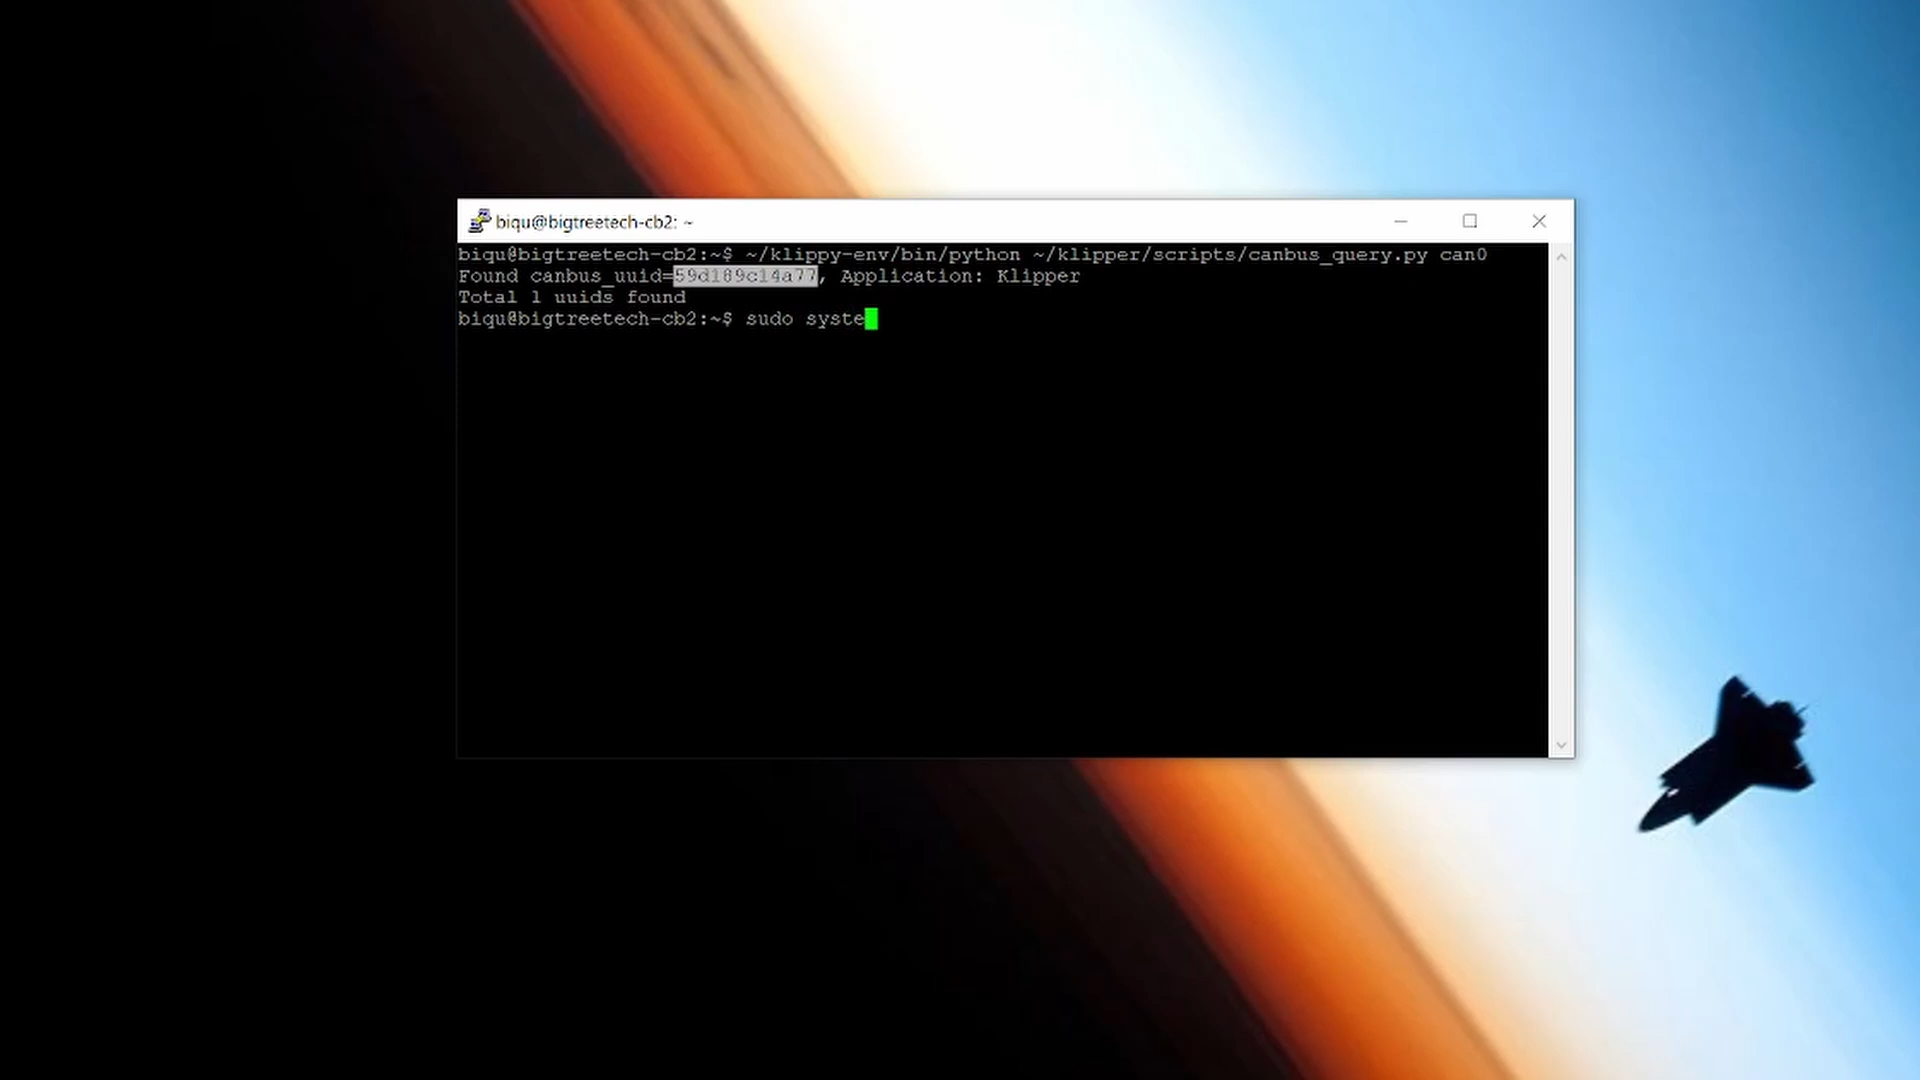 biqu@bigtreetech-cb2: ~
biqu@bigtreetech-cb2:~$ ~/klippy-env/bin/python ~/klipper/scripts/canbus_query.py can0
Found canbus_uuid=59d189c14a77, Application: Klipper
Total 1 uuids found
biqu@bigtreetech-cb2:~$ sudo syste